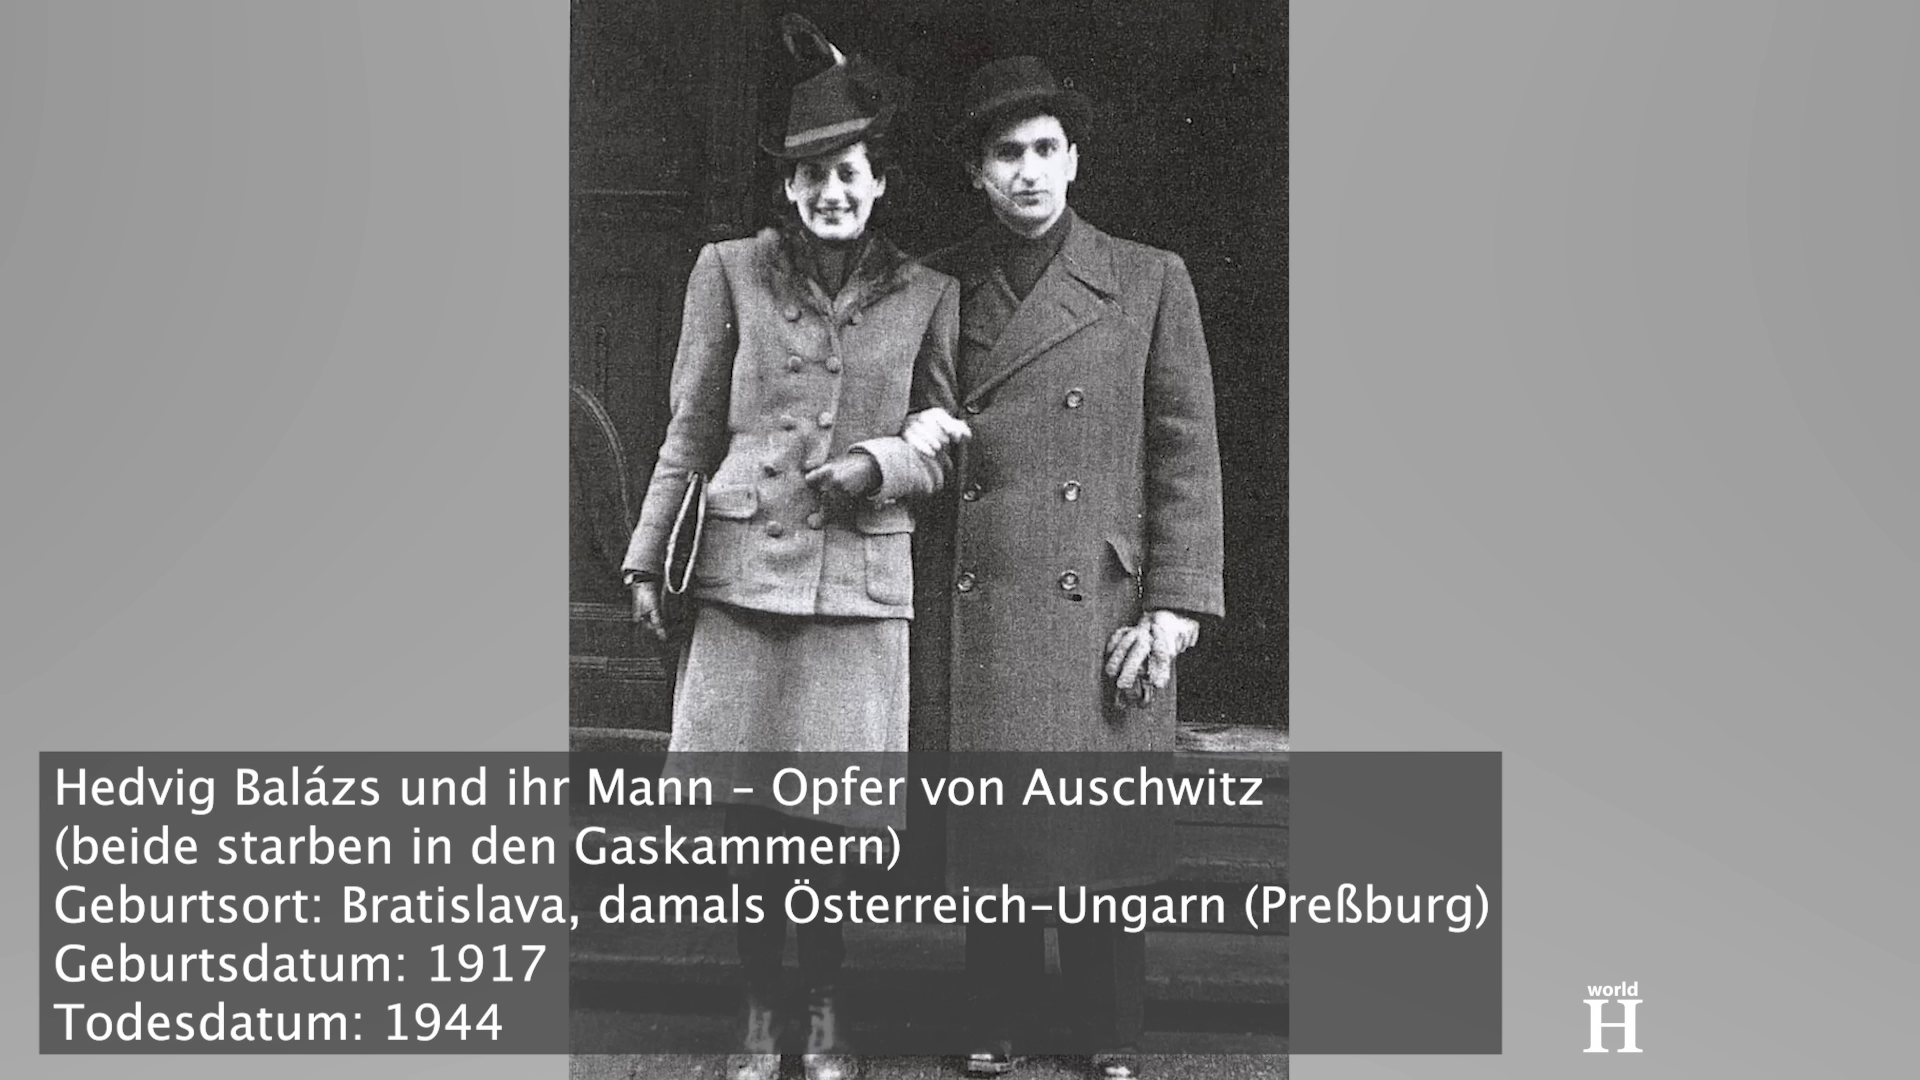 Hedvig Balázs und ihr Mann – Opfer von Auschwitz
(beide starben in den Gaskammern)
Geburtsort: Bratislava, damals Österreich-Ungarn (Preßburg)
Geburtsdatum: 1917
Todesdatum: 1944
world
H